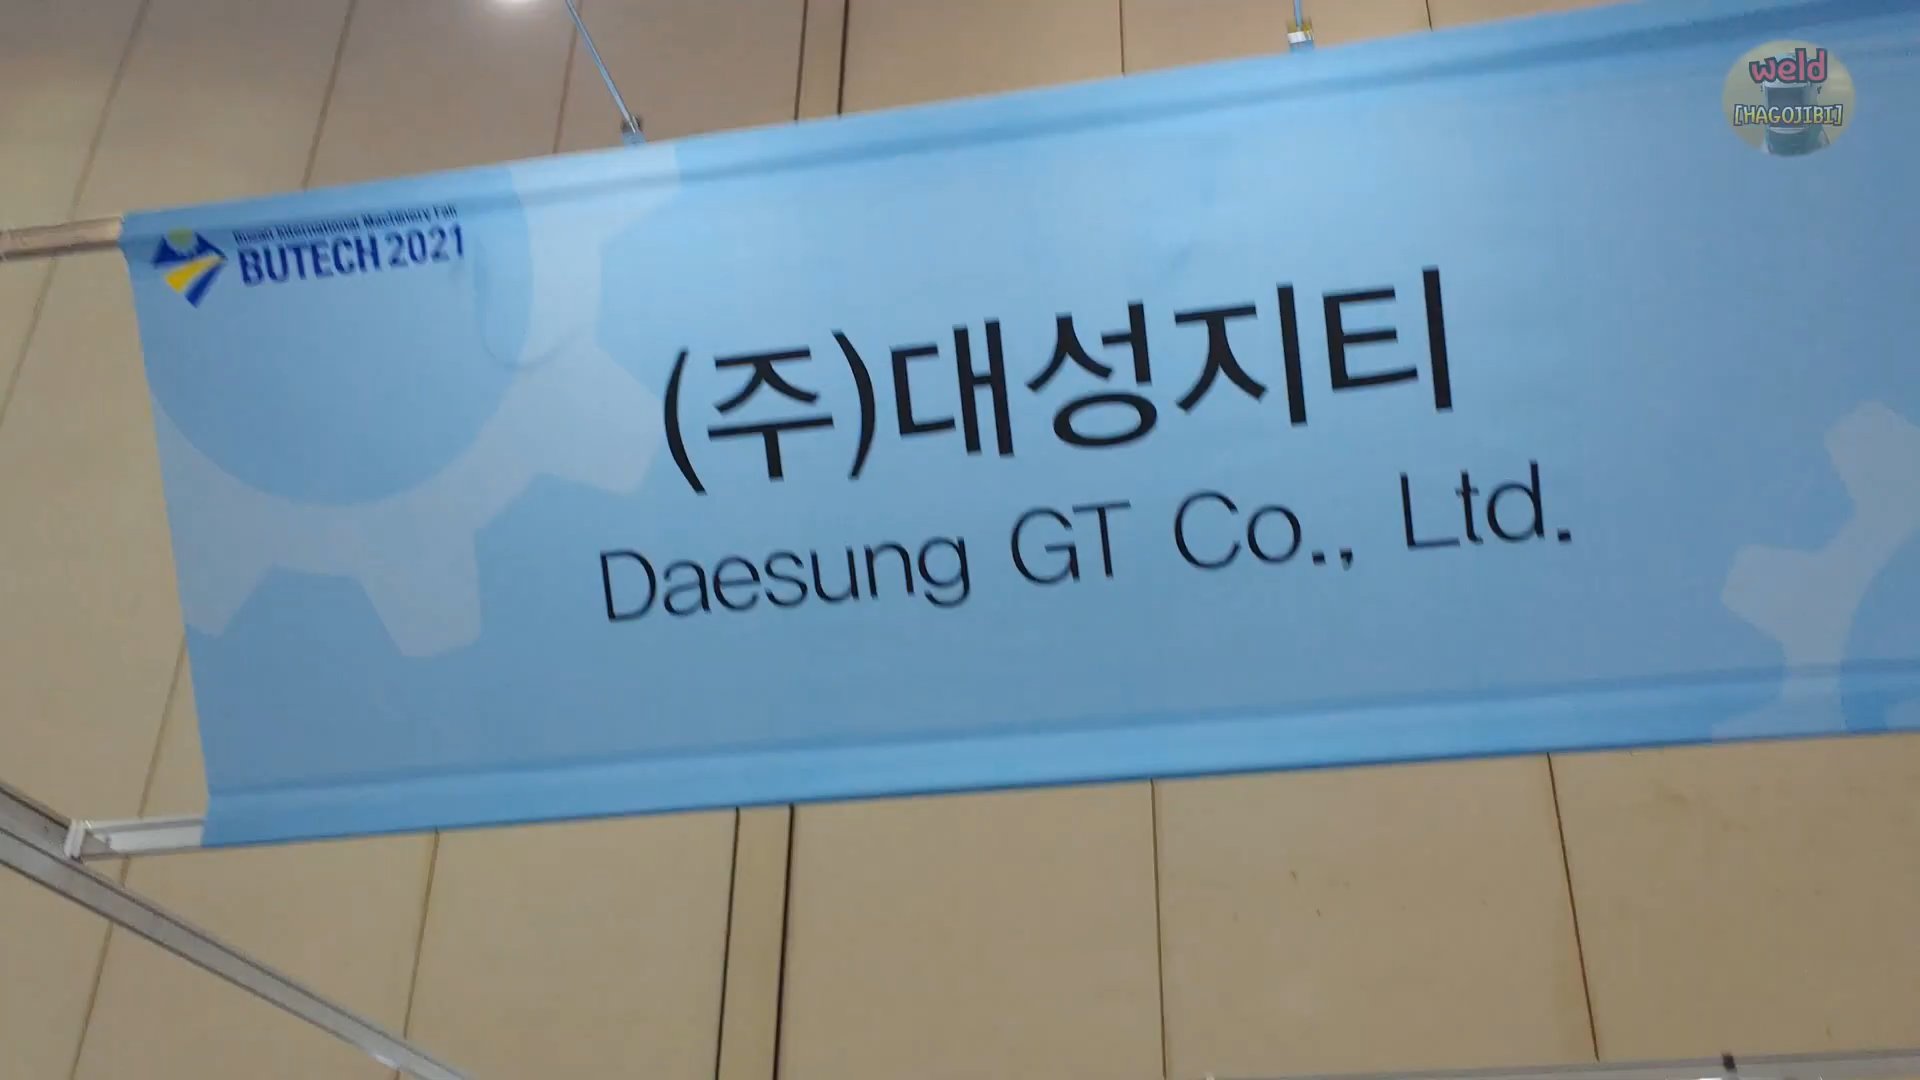 Busan International Machinery Fair
BUTECH 2021
(주)대성지티
Daesung GT Co., Ltd.
weld
[HAGOJIBI]